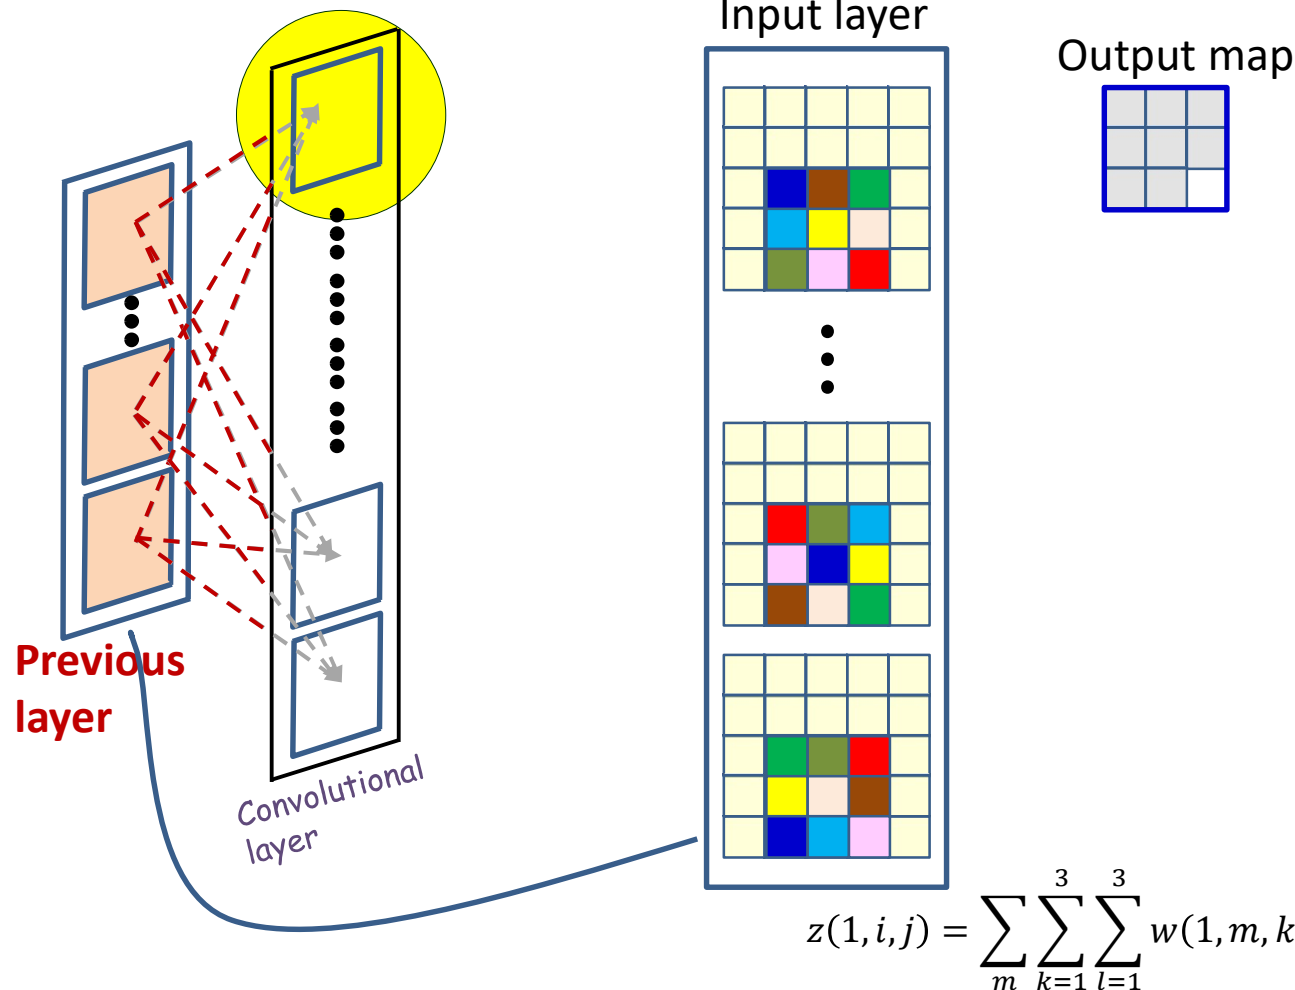 Input layer
Output map
Previous
layer
Convolutional
layer
z(1, i, j) = ∑_m ∑_{k=1}^{3} ∑_{l=1}^{3} w(1, m, k